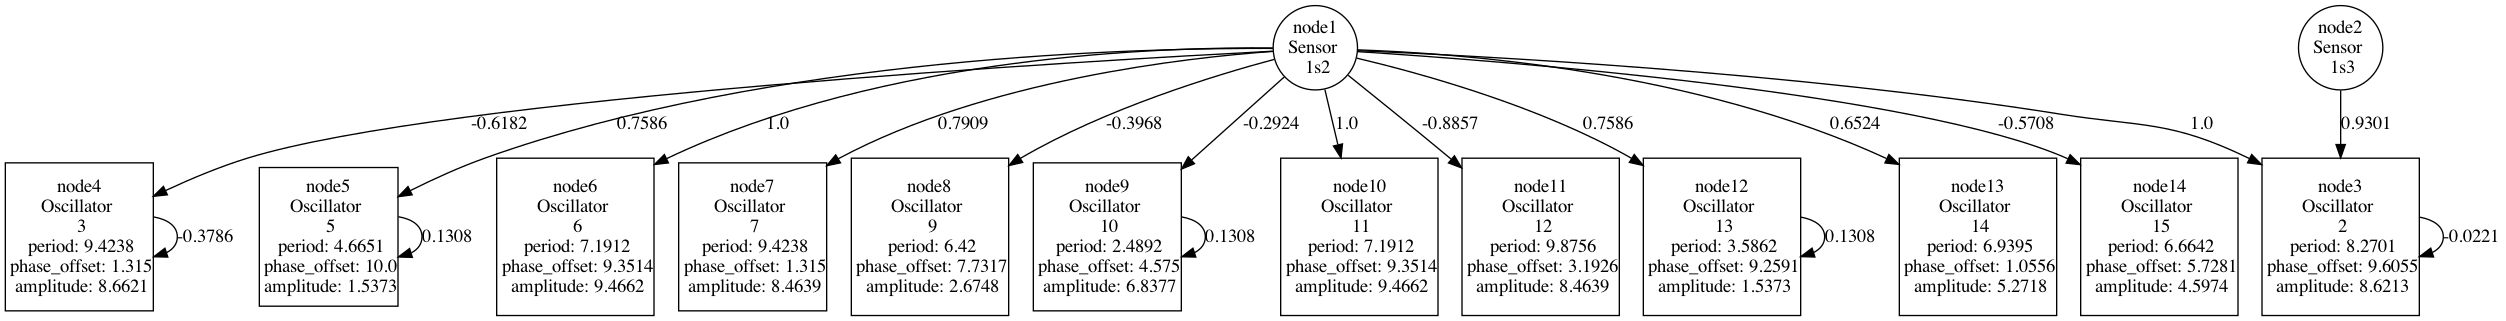 node1
Sensor
1s2
node2
Sensor
1s3
-0.6182
0.7586
1.0
0.7909
-0.3968
-0.2924
1.0
-0.8857
0.7586
0.6524
-0.5708
1.0
0.9301
node4
Oscillator
3
period: 9.4238
phase_offset: 1.315
amplitude: 8.6621
-0.3786
node5
Oscillator
5
period: 4.6651
phase_offset: 10.0
amplitude: 1.5373
0.1308
node6
Oscillator
6
period: 7.1912
phase_offset: 9.3514
amplitude: 9.4662
node7
Oscillator
7
period: 9.4238
phase_offset: 1.315
amplitude: 8.4639
node8
Oscillator
9
period: 6.42
phase_offset: 7.7317
amplitude: 2.6748
node9
Oscillator
10
period: 2.4892
phase_offset: 4.575
amplitude: 6.8377
0.1308
node10
Oscillator
11
period: 7.1912
phase_offset: 9.3514
amplitude: 9.4662
node11
Oscillator
12
period: 9.8756
phase_offset: 3.1926
amplitude: 8.4639
node12
Oscillator
13
period: 3.5862
phase_offset: 9.2591
amplitude: 1.5373
0.1308
node13
Oscillator
14
period: 6.9395
phase_offset: 1.0556
amplitude: 5.2718
node14
Oscillator
15
period: 6.6642
phase_offset: 5.7281
amplitude: 4.5974
node3
Oscillator
2
period: 8.2701
phase_offset: 9.6055
amplitude: 8.6213
-0.0221